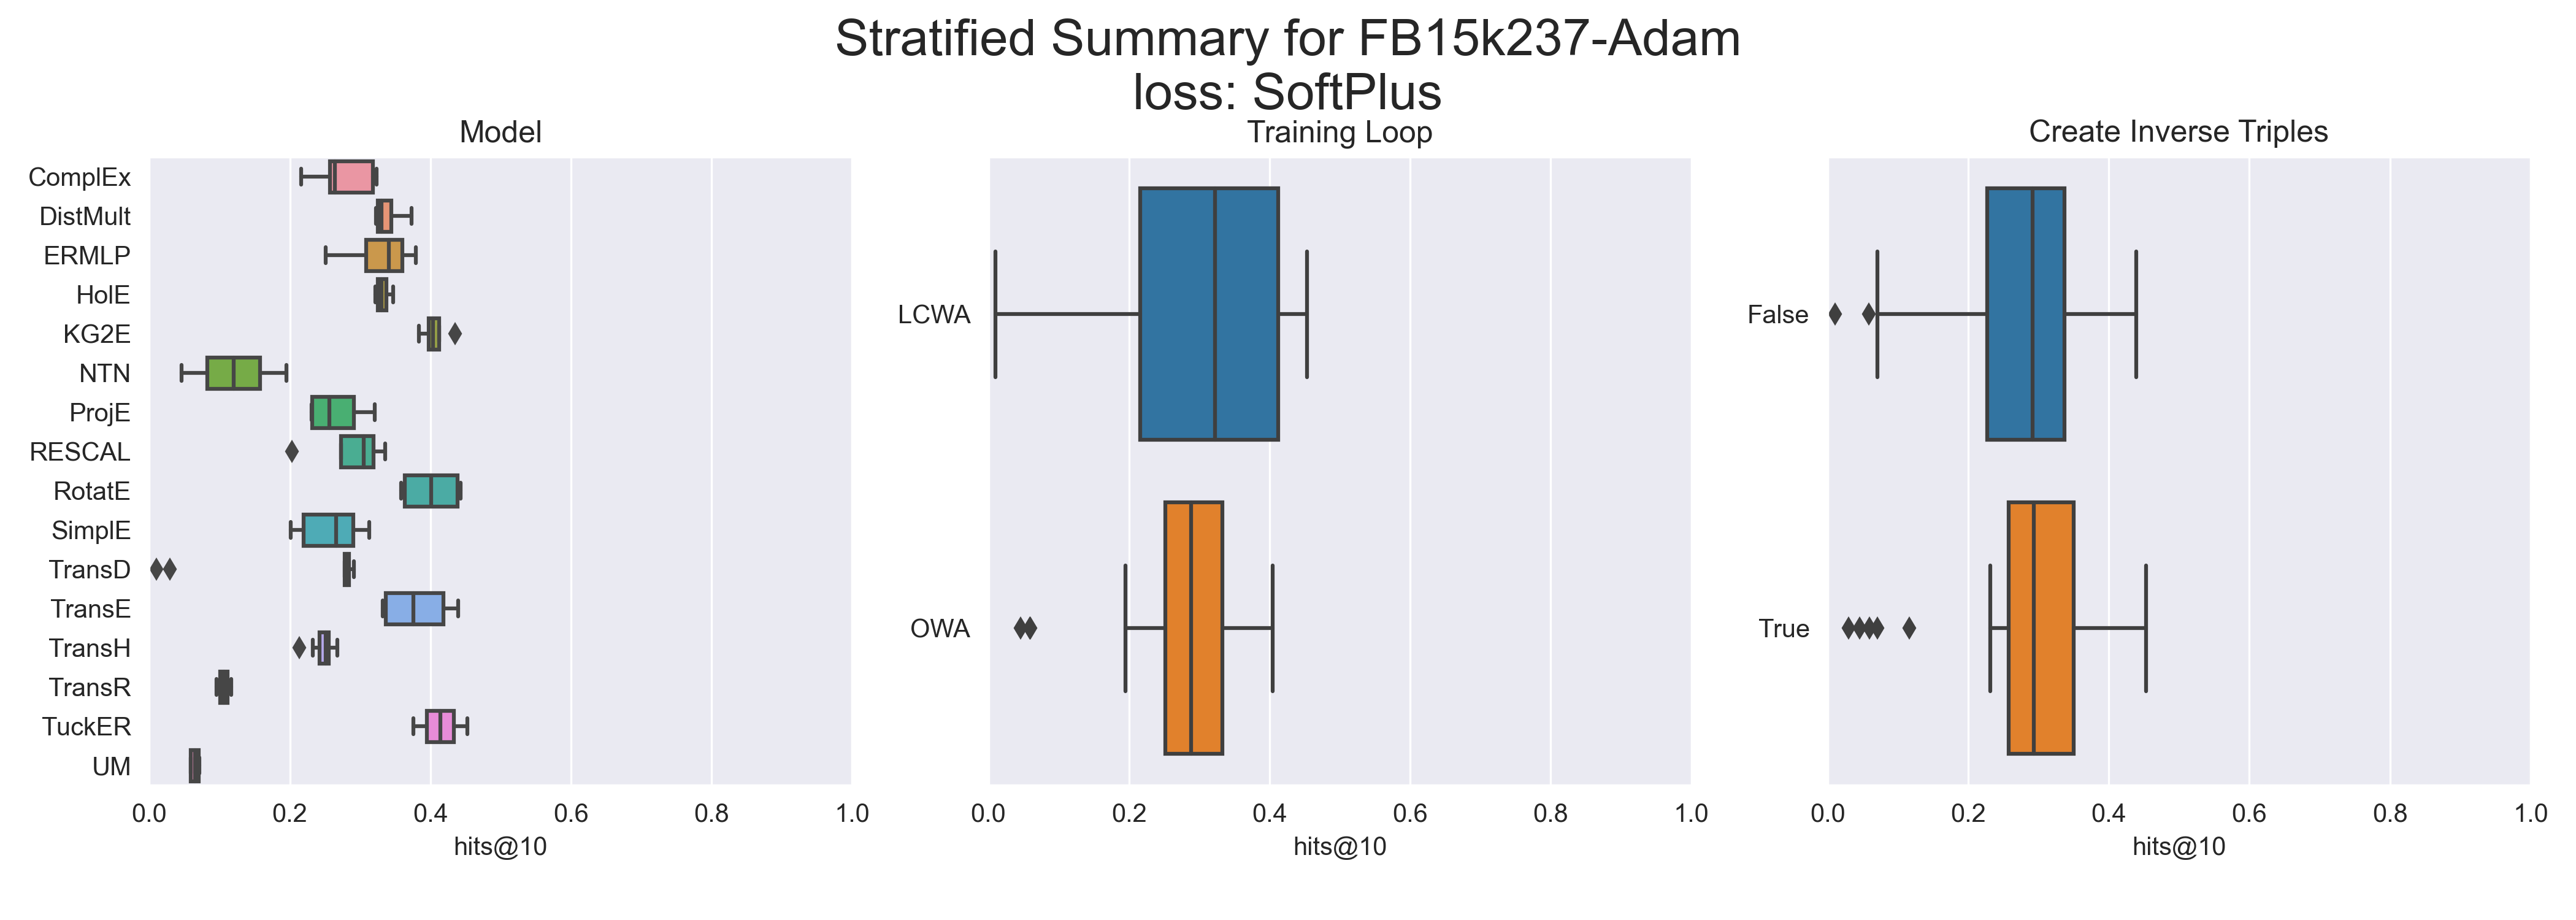 Stratified Summary for FB15k237-Adam
loss: SoftPlus
Model
ComplEx
DistMult
ERMLP
HolE
KG2E
NTN
ProjE
RESCAL
RotatE
SimplE
TransD
TransE
TransH
TransR
TuckER
UM
0.0 0.2 0.4 0.6 0.8 1.0
hits@10
Training Loop
LCWA
OWA
0.0 0.2 0.4 0.6 0.8 1.0
hits@10
Create Inverse Triples
False
True
0.0 0.2 0.4 0.6 0.8 1.0
hits@10